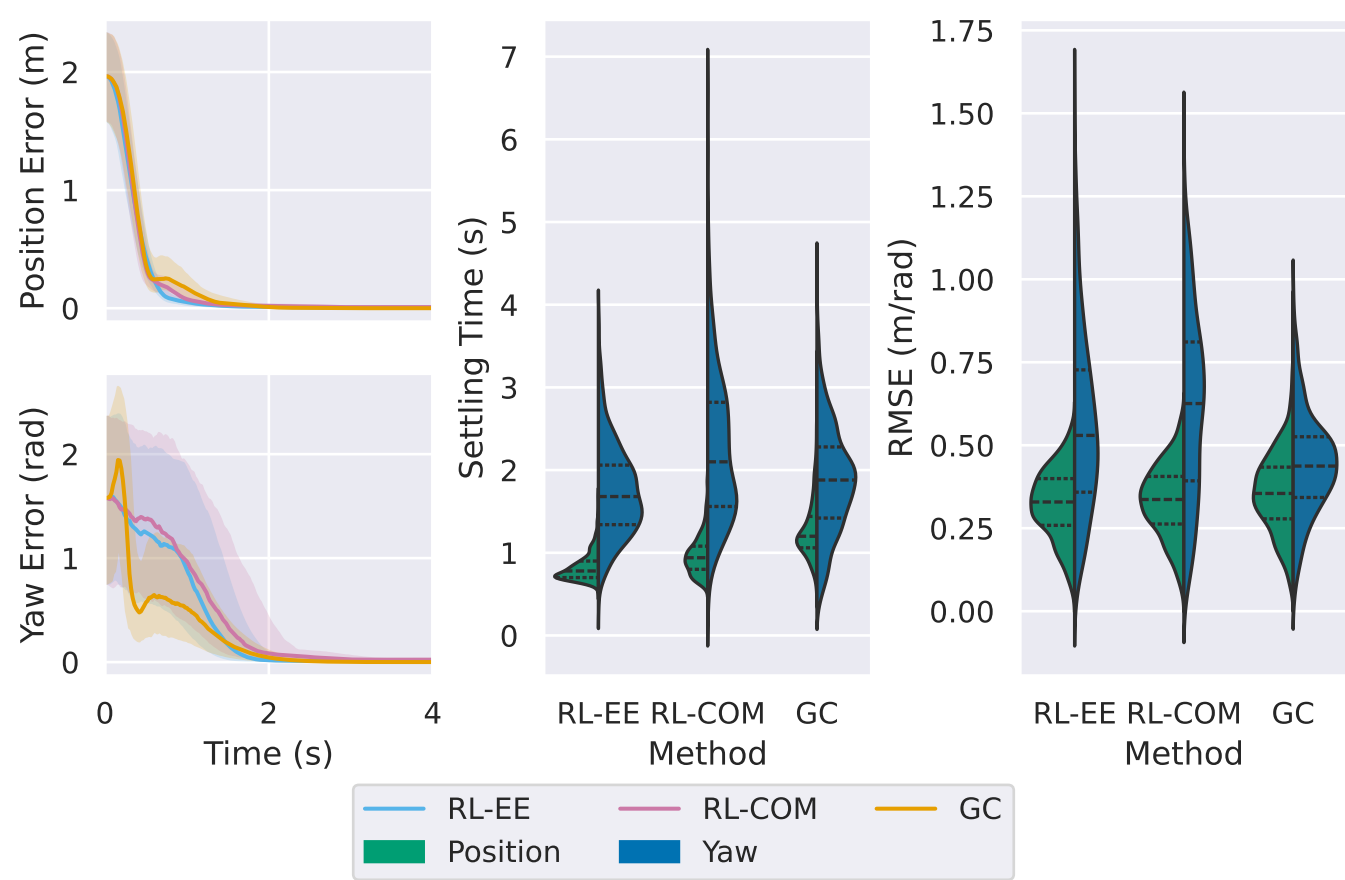 Position Error (m)
2
1
0
Yaw Error (rad)
2
1
0
0 2 4
Time (s)
Settling Time (s)
7
6
5
4
3
2
1
0
RL-EE RL-COM GC
Method
RMSE (m/rad)
1.75
1.50
1.25
1.00
0.75
0.50
0.25
0.00
RL-EE RL-COM GC
Method
RL-EE RL-COM GC
Position Yaw